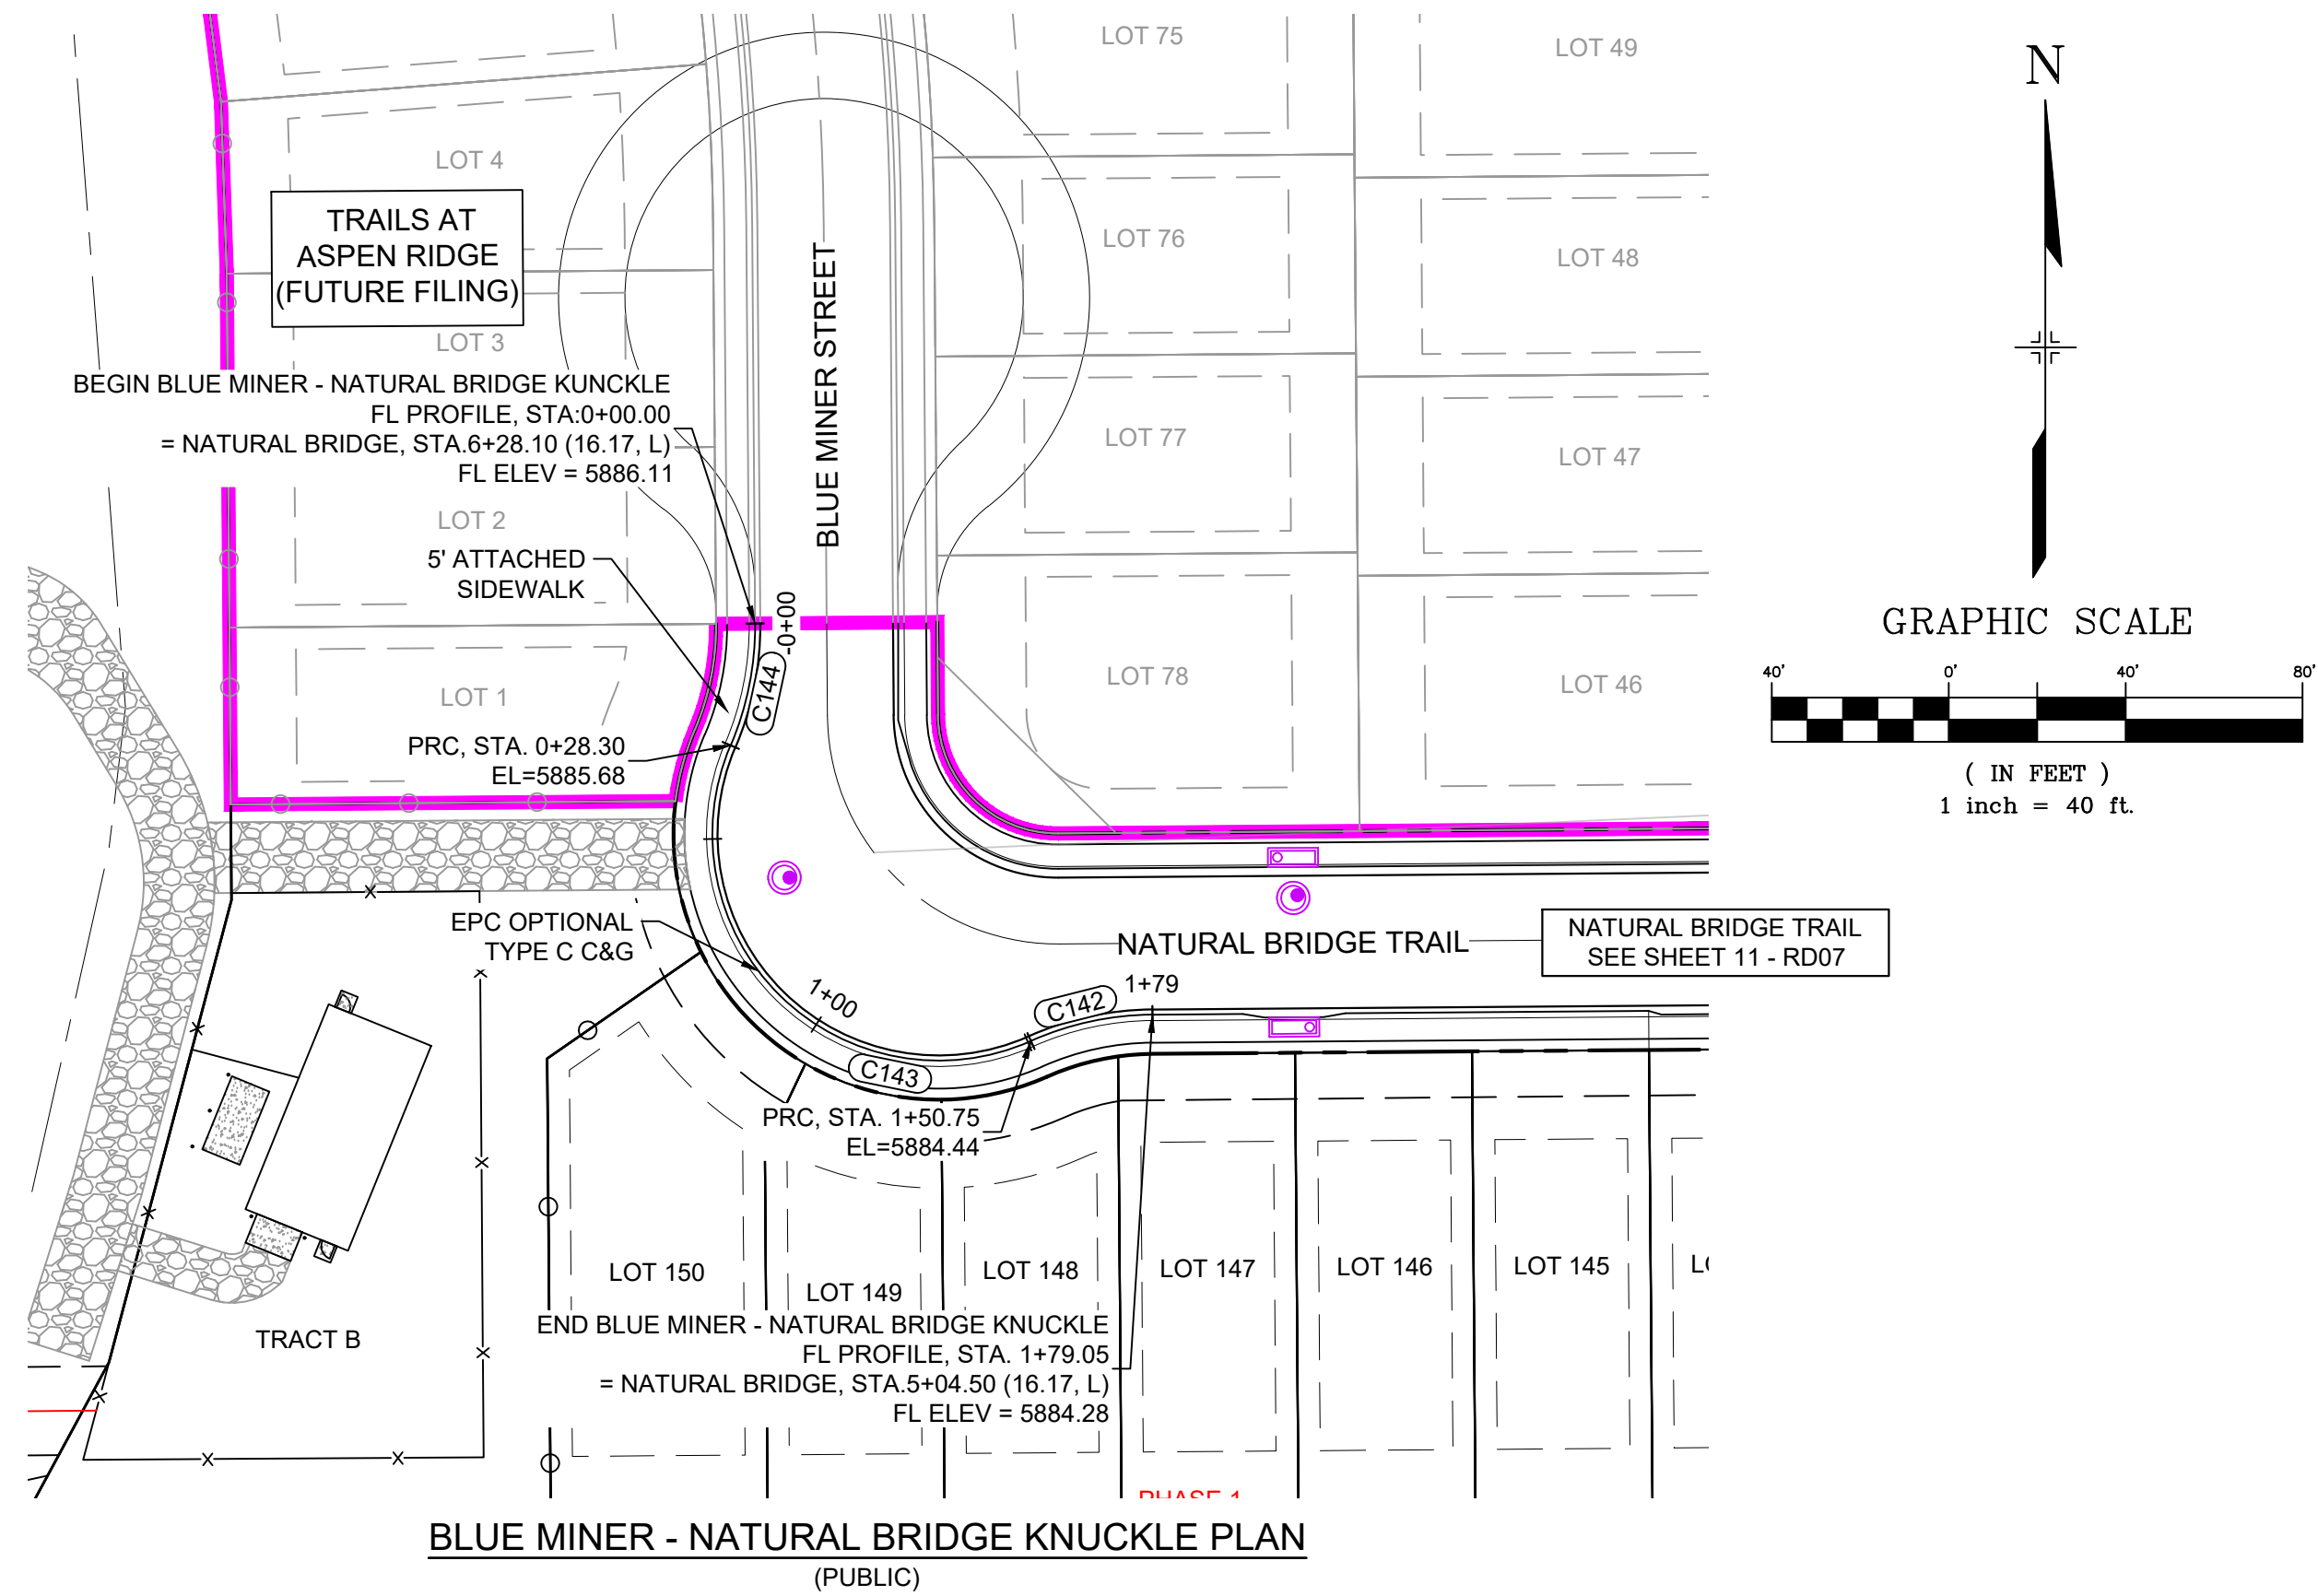 LOT 75
LOT 49
N
LOT 4
TRAILS AT
ASPEN RIDGE
(FUTURE FILING)
LOT 76
LOT 48
LOT 3
BEGIN BLUE MINER - NATURAL BRIDGE KUNCKLE
FL PROFILE, STA:0+00.00
= NATURAL BRIDGE, STA.6+28.10 (16.17, L)
FL ELEV = 5886.11
BLUE MINER STREET
LOT 77
LOT 47
LOT 2
5' ATTACHED
SIDEWALK
-0+00
C144
LOT 1
LOT 78
LOT 46
GRAPHIC SCALE
40' 0' 40' 80'
( IN FEET )
1 inch = 40 ft.
PRC, STA. 0+28.30
EL=5885.68
EPC OPTIONAL
TYPE C C&G
NATURAL BRIDGE TRAIL
NATURAL BRIDGE TRAIL
SEE SHEET 11 - RD07
1+00
C142
1+79
C143
PRC, STA. 1+50.75
EL=5884.44
LOT 150
LOT 149
LOT 148
LOT 147
LOT 146
LOT 145
TRACT B
END BLUE MINER - NATURAL BRIDGE KNUCKLE
FL PROFILE, STA. 1+79.05
= NATURAL BRIDGE, STA.5+04.50 (16.17, L)
FL ELEV = 5884.28
PHASE 1
BLUE MINER - NATURAL BRIDGE KNUCKLE PLAN
(PUBLIC)